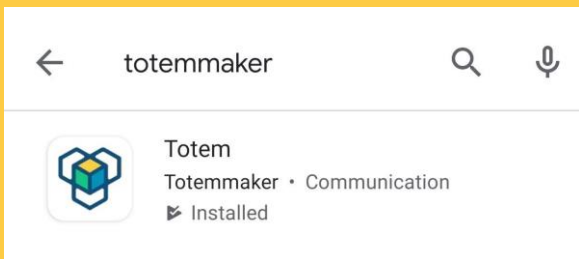 totemmaker
Totem
Totemmaker • Communication
Installed